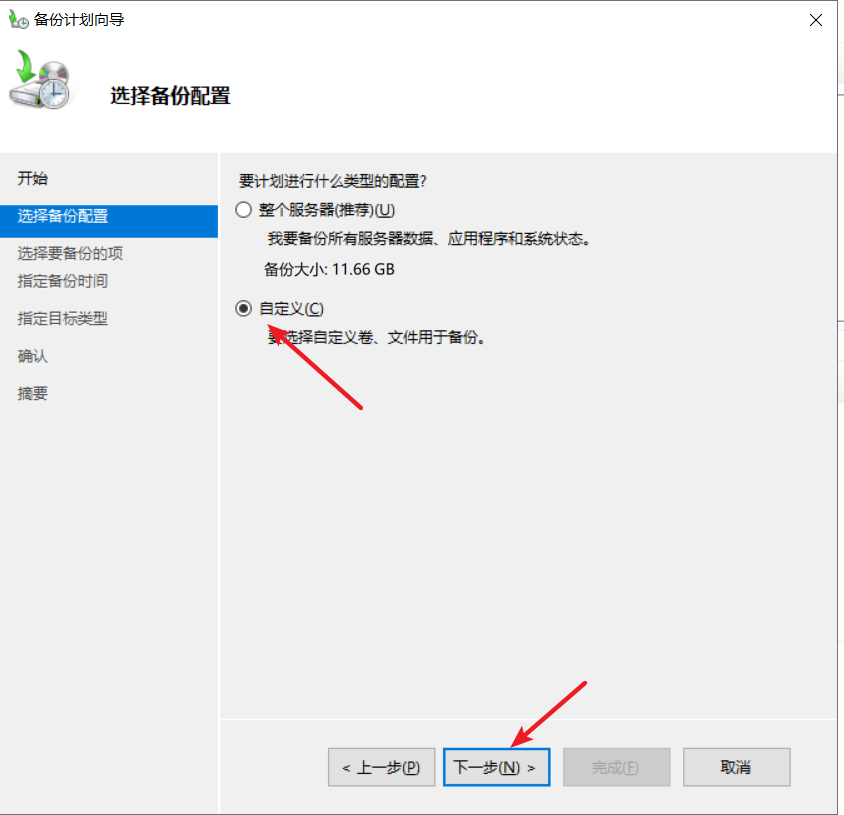 备份计划向导
选择备份配置
开始
选择备份配置
选择要备份的项
指定备份时间
指定目标类型
确认
摘要
要计划进行什么类型的配置?
整个服务器(推荐)(U)
我要备份所有服务器数据、应用程序和系统状态。
备份大小: 11.66 GB
自定义(C)
要选择自定义卷、文件用于备份。
< 上一步(P)
下一步(N) >
完成(F)
取消